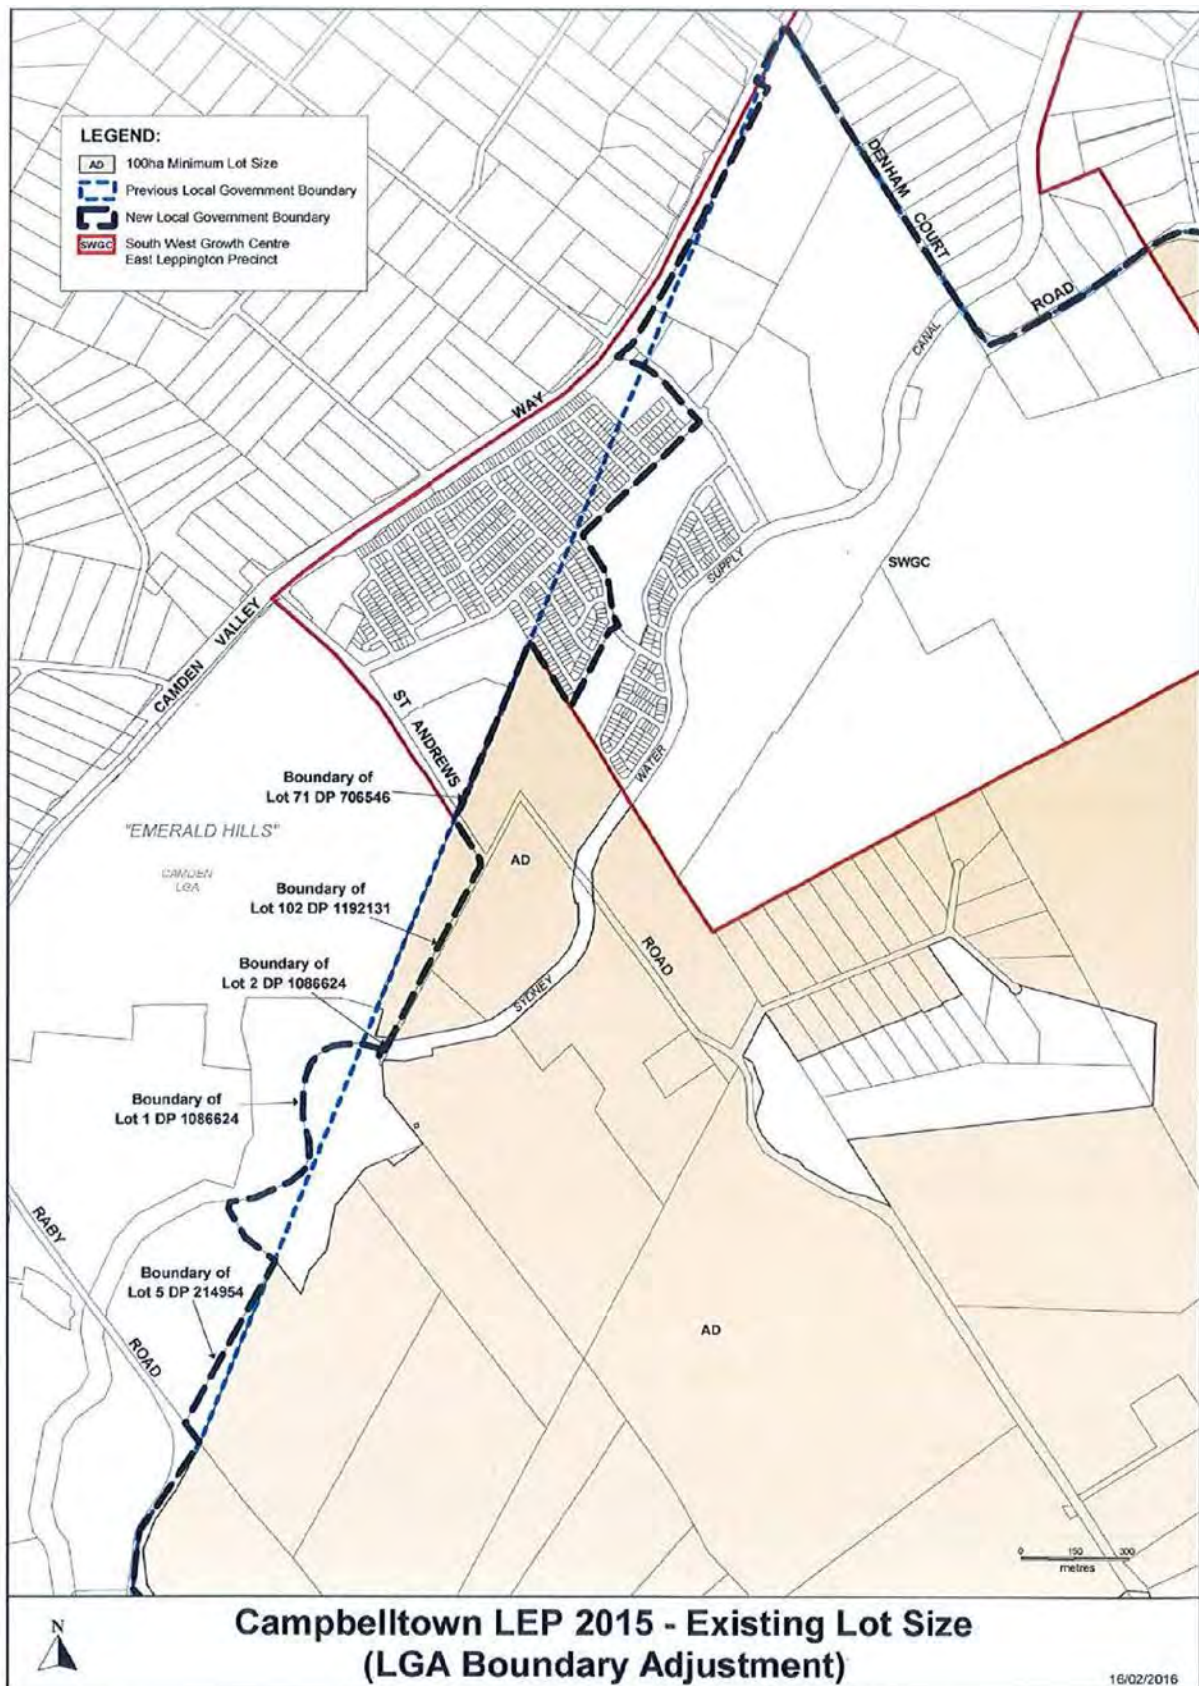 LEGEND:
AD 100ha Minimum Lot Size
Previous Local Government Boundary
New Local Government Boundary
SWGC South West Growth Centre
East Leppington Precinct
DENHAM COURT
ROAD
CANAL
WAY
SUPPLY
SWGC
CAMDEN VALLEY
ST ANDREWS
WATER
Boundary of
Lot 71 DP 706546
"EMERALD HILLS"
CAMDEN
LGA
AD
Boundary of
Lot 102 DP 1192131
ROAD
Boundary of
Lot 2 DP 1086624
SYDNEY
Boundary of
Lot 1 DP 1086624
RABY
Boundary of
Lot 5 DP 214954
ROAD
AD
0 150 300
metres
N
Campbelltown LEP 2015 - Existing Lot Size
(LGA Boundary Adjustment)
16/02/2016